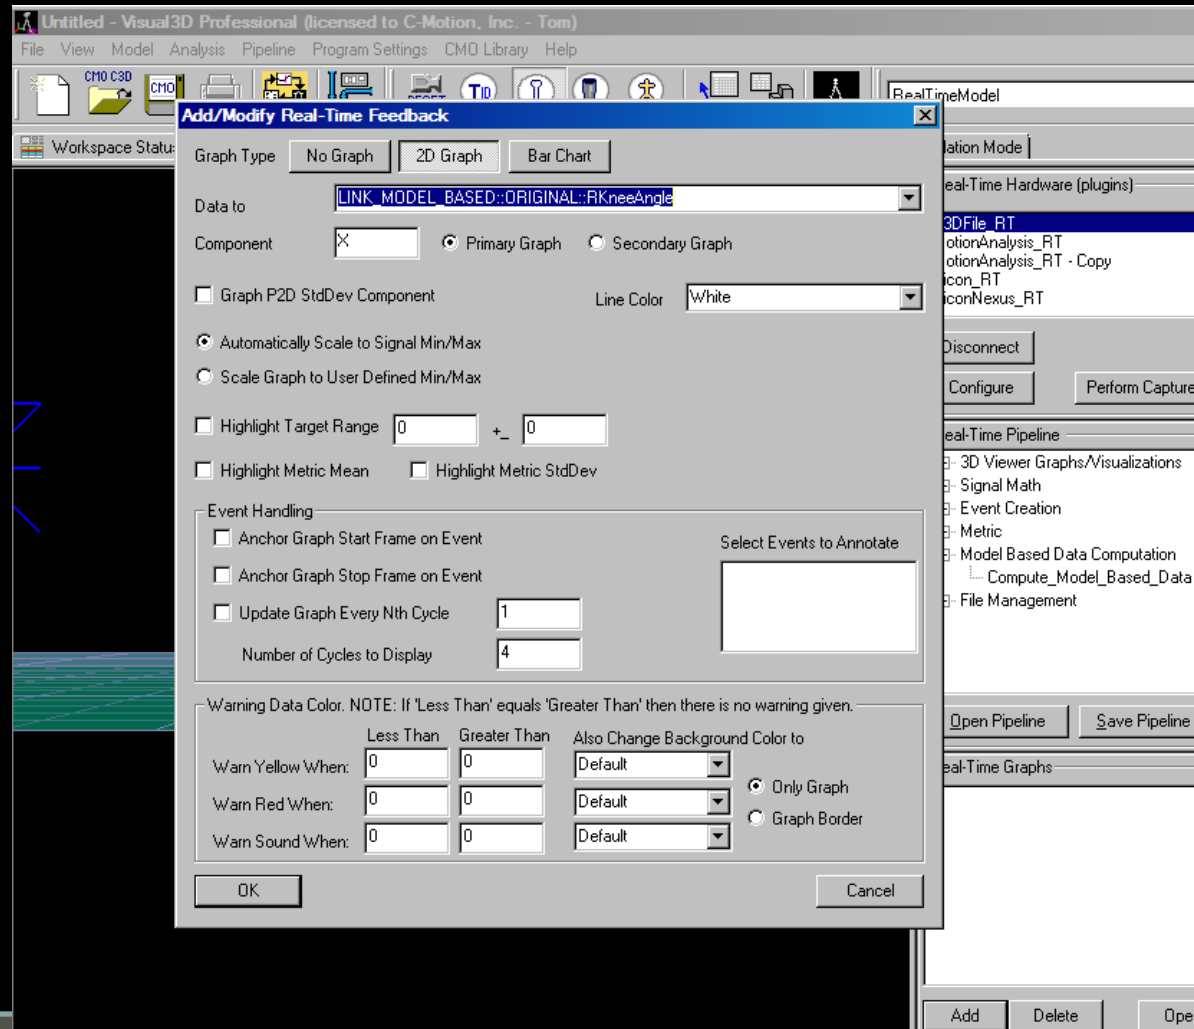 Untitled - Visual3D Professional (licensed to C-Motion, Inc. - Tom)
File View Model Analysis Pipeline Program Settings CMO Library Help
CMO C3D
CMO
TID
RealTimeModel
Add/Modify Real-Time Feedback
Workspace Statu
lation Mode
Graph Type No Graph 2D Graph Bar Chart
Data to LINK_MODEL_BASED::ORIGINAL::RKneeAngle
Component X Primary Graph Secondary Graph
Graph P2D StdDev Component Line Color White
Automatically Scale to Signal Min/Max
Scale Graph to User Defined Min/Max
Highlight Target Range 0 +_ 0
Highlight Metric Mean Highlight Metric StdDev
Event Handling
Anchor Graph Start Frame on Event Select Events to Annotate
Anchor Graph Stop Frame on Event
Update Graph Every Nth Cycle 1
Number of Cycles to Display 4
Warning Data Color. NOTE: If 'Less Than' equals 'Greater Than' then there is no warning given.
Less Than Greater Than Also Change Background Color to
Warn Yellow When: 0 0 Default
Only Graph
Warn Red When: 0 0 Default
Graph Border
Warn Sound When: 0 0 Default
OK Cancel
eal-Time Hardware (plugins)
3DFile_RT
otionAnalysis_RT
otionAnalysis_RT - Copy
icon_RT
iconNexus_RT
Disconnect
Configure Perform Capture
eal-Time Pipeline
3D Viewer Graphs/Visualizations
Signal Math
Event Creation
Metric
Model Based Data Computation
Compute_Model_Based_Data
File Management
Open Pipeline Save Pipeline
eal-Time Graphs
Add Delete Ope